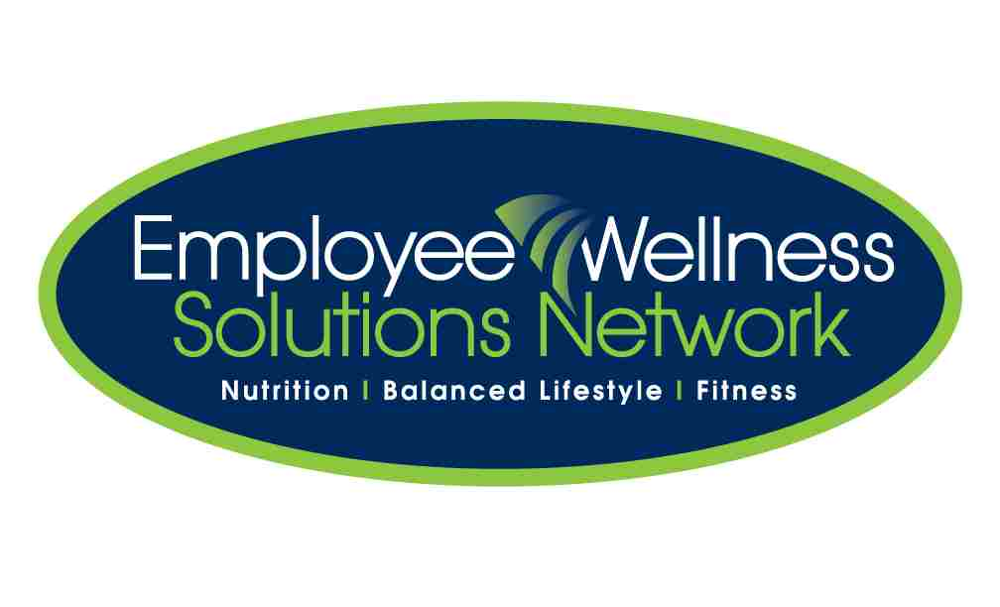 Employee Wellness
Solutions Network
Nutrition | Balanced Lifestyle | Fitness